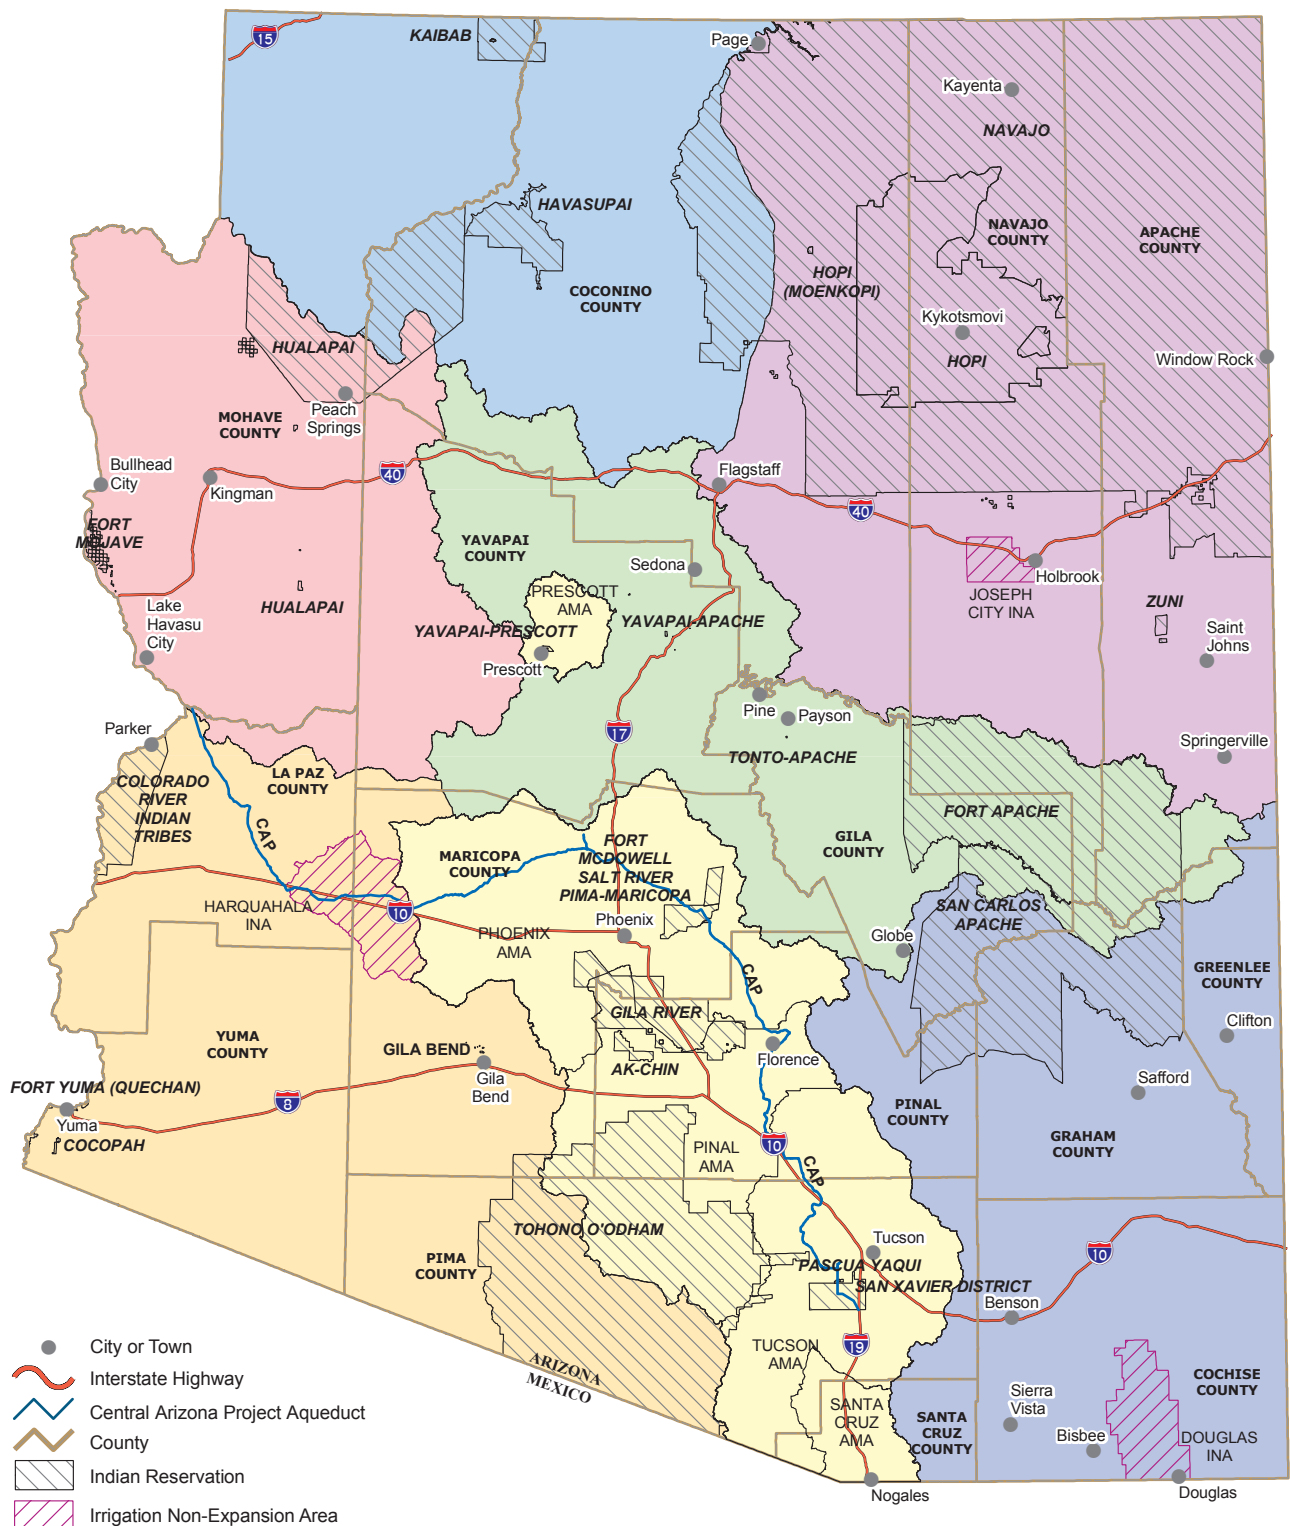 15
KAIBAB
Page
Kayenta
NAVAJO
HAVASUPAI
NAVAJO
COUNTY
APACHE
COUNTY
HOPI
(MOENKOPI)
COCONINO
COUNTY
Kykotsmovi
HOPI
Window Rock
HUALAPAI
Peach
Springs
MOHAVE
COUNTY
Bullhead
City
Kingman
40
Flagstaff
40
FORT
MOJAVE
YAVAPAI
COUNTY
Sedona
Holbrook
JOSEPH
CITY INA
ZUNI
PRESCOTT
AMA
HUALAPAI
Lake
Havasu
City
YAVAPAI-PRESCOTT
YAVAPAI-APACHE
Prescott
Saint
Johns
Pine
Payson
Parker
17
TONTO-APACHE
Springerville
LA PAZ
COUNTY
COLORADO
RIVER
INDIAN
TRIBES
CAP
FORT APACHE
GILA
COUNTY
MARICOPA
COUNTY
FORT
MCDOWELL
SALT RIVER
PIMA-MARICOPA
HARQUAHALA
INA
10
Phoenix
PHOENIX
AMA
SAN CARLOS
APACHE
Globe
CAP
GREENLEE
COUNTY
GILA RIVER
Clifton
YUMA
COUNTY
GILA BEND
Gila
Bend
AK-CHIN
Florence
FORT YUMA (QUECHAN)
8
Safford
Yuma
COCOPAH
PINAL
COUNTY
GRAHAM
COUNTY
10
PINAL
AMA
CAP
TOHONO O'ODHAM
PIMA
COUNTY
Tucson
PASCUA YAQUI
SAN XAVIER DISTRICT
10
Benson
TUCSON
AMA
19
ARIZONA
MEXICO
COCHISE
COUNTY
SANTA
CRUZ
AMA
SANTA
CRUZ
COUNTY
Sierra
Vista
Bisbee
DOUGLAS
INA
Nogales
Douglas
City or Town
Interstate Highway
Central Arizona Project Aqueduct
County
Indian Reservation
Irrigation Non-Expansion Area